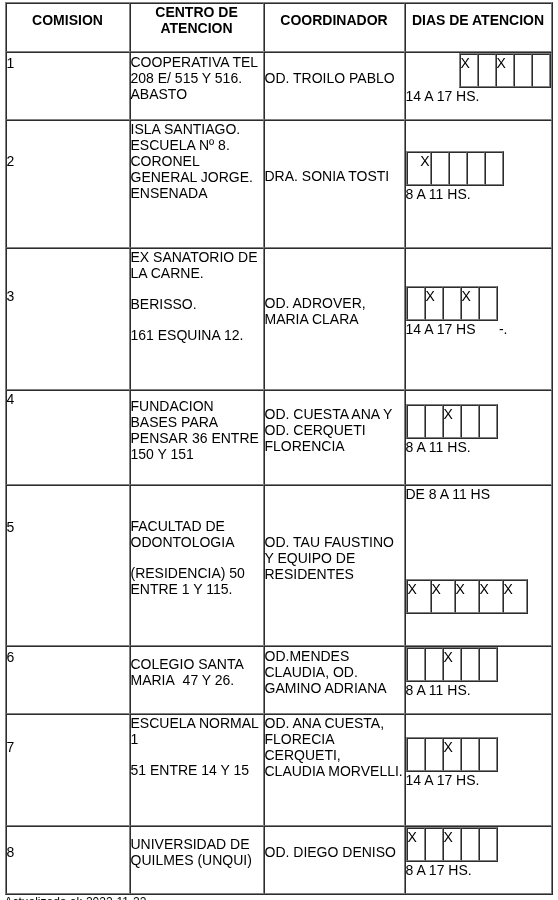 COMISION
CENTRO DE
ATENCION
COORDINADOR
DIAS DE ATENCION
1
COOPERATIVA TEL
208 E/ 515 Y 516.
ABASTO
OD. TROILO PABLO
X X
14 A 17 HS.
2
ISLA SANTIAGO.
ESCUELA Nº 8.
CORONEL
GENERAL JORGE.
ENSENADA
DRA. SONIA TOSTI
X
8 A 11 HS.
3
EX SANATORIO DE
LA CARNE.
BERISSO.
161 ESQUINA 12.
OD. ADROVER,
MARIA CLARA
X X
14 A 17 HS -.
4
FUNDACION
BASES PARA
PENSAR 36 ENTRE
150 Y 151
OD. CUESTA ANA Y
OD. CERQUETI
FLORENCIA
X
8 A 11 HS.
5
FACULTAD DE
ODONTOLOGIA
(RESIDENCIA) 50
ENTRE 1 Y 115.
OD. TAU FAUSTINO
Y EQUIPO DE
RESIDENTES
DE 8 A 11 HS
X X X X X
6
COLEGIO SANTA
MARIA 47 Y 26.
OD.MENDES
CLAUDIA, OD.
GAMINO ADRIANA
X
8 A 11 HS.
7
ESCUELA NORMAL
1
51 ENTRE 14 Y 15
OD. ANA CUESTA,
FLORECIA
CERQUETI,
CLAUDIA MORVELLI.
X
14 A 17 HS.
8
UNIVERSIDAD DE
QUILMES (UNQUI)
OD. DIEGO DENISO
X X
8 A 17 HS.